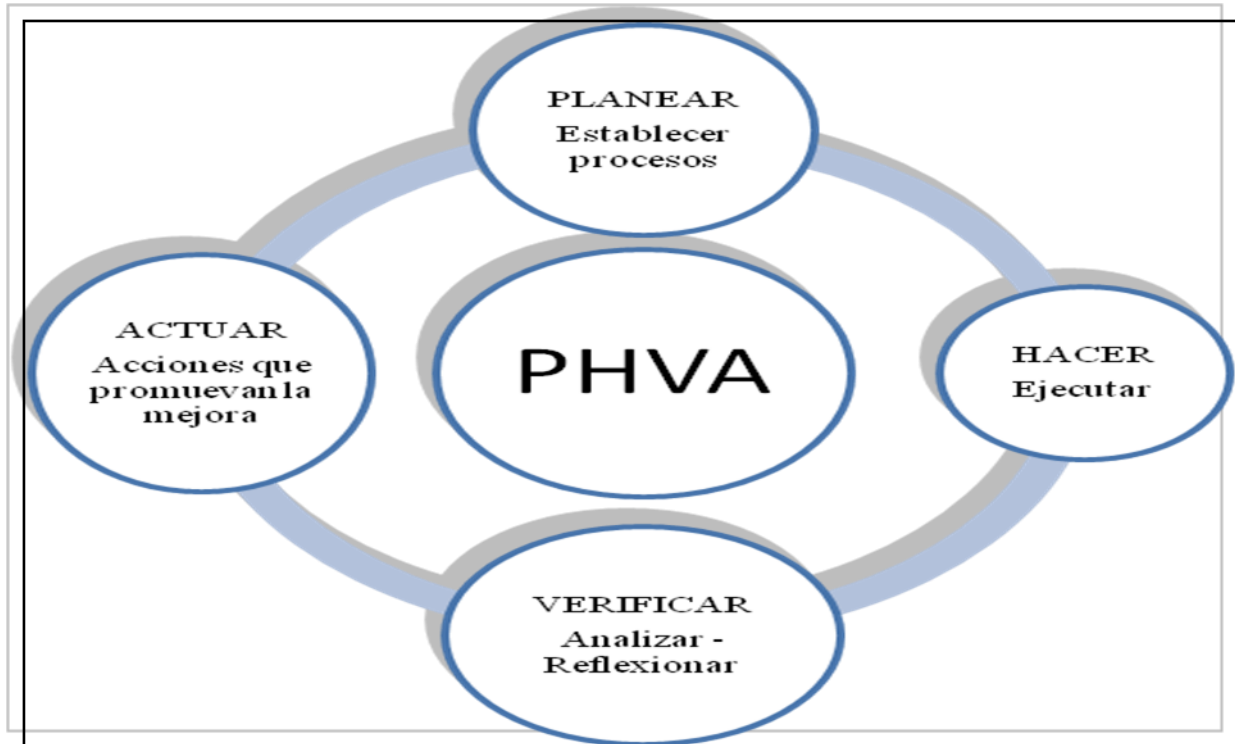 PLANEAR
Establecer
procesos
ACTUAR
Acciones que
promuevan la
mejora
PHVA
HACER
Ejecutar
VERIFICAR
Analizar -
Reflexionar